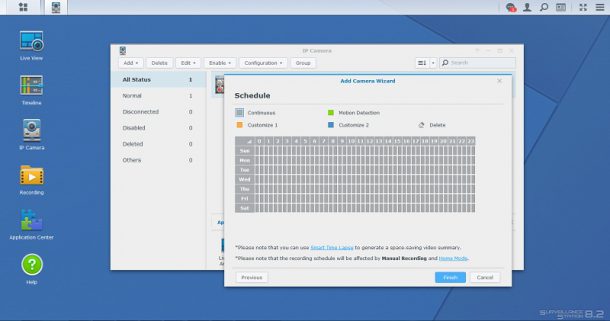 IP Camera
Live View
Timeline
IP Camera
Recording
Application Center
Help
Add Delete Edit Enable Configuration Group Search
All Status 1
Normal 1
Disconnected 0
Disabled 0
Deleted 0
Others 0
Add Camera Wizard
Schedule
Continuous Motion Detection
Customize 1 Customize 2 Delete
0 1 2 3 4 5 6 7 8 9 10 11 12 13 14 15 16 17 18 19 20 21 22 23
Sun
Mon
Tue
Wed
Thu
Fri
Sat
*Please note that you can use Smart Time Lapse to generate a space-saving video summary.
*Please note that the recording schedule will be affected by Manual Recording and Home Mode.
Previous Finish Cancel
Surveillance
Station 8.2